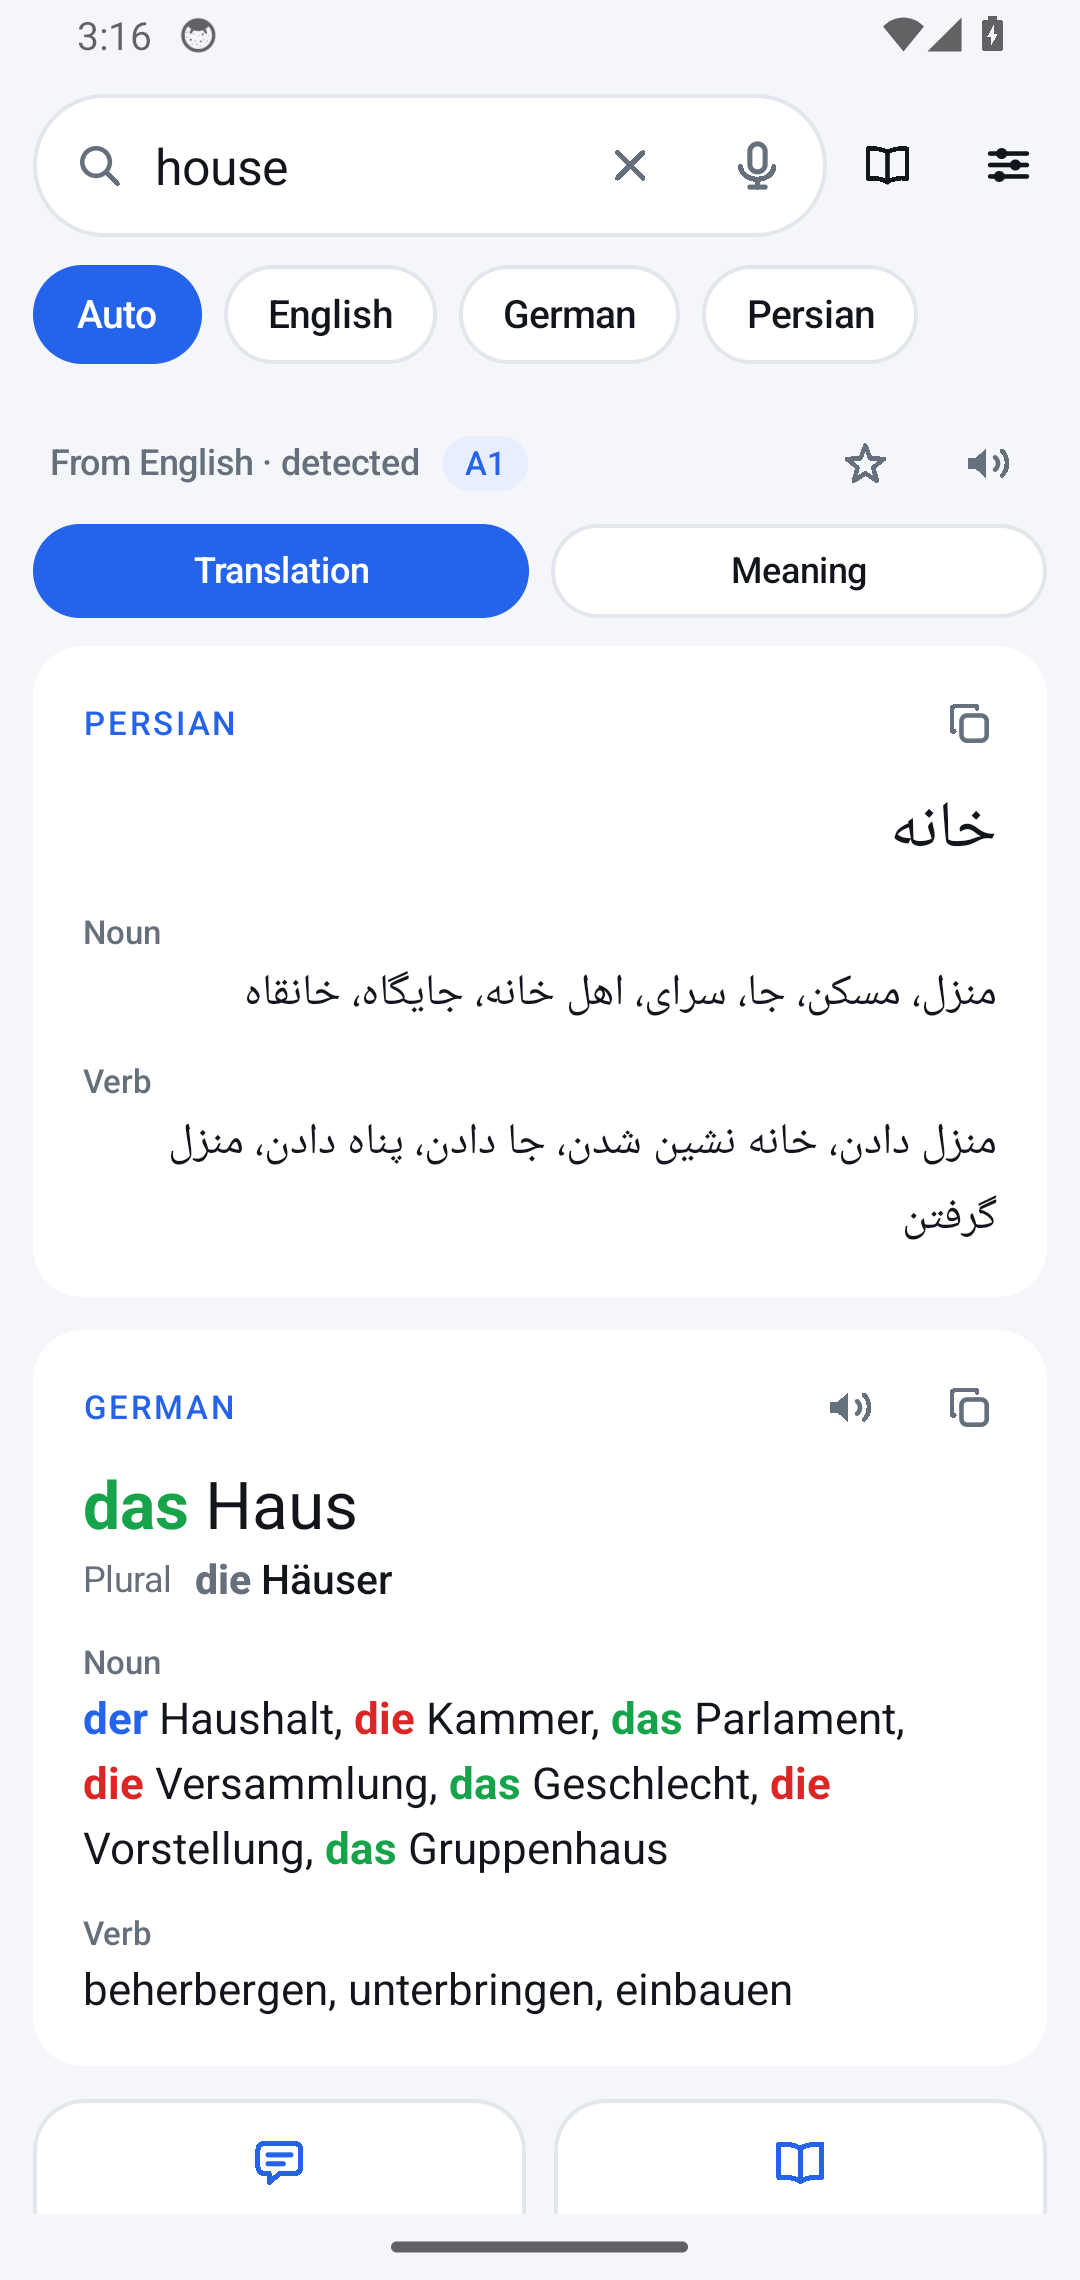 3:16
house
Auto
English
German
Persian
From English · detected
A1
Translation
Meaning
PERSIAN
خانه
Noun
منزل، مسکن، جا، سرای، اهل خانه، جایگاه، خانقاه
Verb
منزل دادن، خانه نشین شدن، جا دادن، پناه دادن، منزل
گرفتن
GERMAN
das Haus
Plural die Häuser
Noun
der Haushalt, die Kammer, das Parlament,
die Versammlung, das Geschlecht, die
Vorstellung, das Gruppenhaus
Verb
beherbergen, unterbringen, einbauen